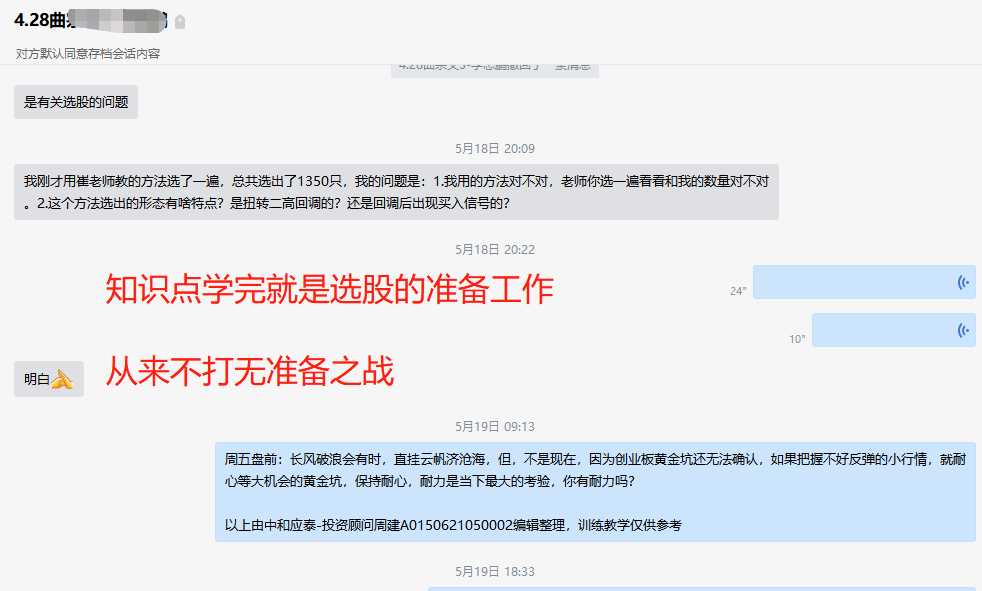 4.28曲
对方默认同意存档会话内容
是有关选股的问题
5月18日 20:09
我刚才用崔老师教的方法选了一遍，总共选出了1350只，我的问题是：1.我用的方法对不对，老师你选一遍看看和我的数量对不对
。2.这个方法选出的形态有啥特点？是扭转二高回调的？还是回调后出现买入信号的？
5月18日 20:22
知识点学完就是选股的准备工作
24"
10"
从来不打无准备之战
明白
5月19日 09:13
周五盘前：长风破浪会有时，直挂云帆济沧海，但，不是现在，因为创业板黄金坑还无法确认，如果把握不好反弹的小行情，就耐
心等大机会的黄金坑，保持耐心，耐力是当下最大的考验，你有耐力吗？
以上由中和应泰-投资顾问周建A0150621050002编辑整理，训练教学仅供参考
5月19日 18:33